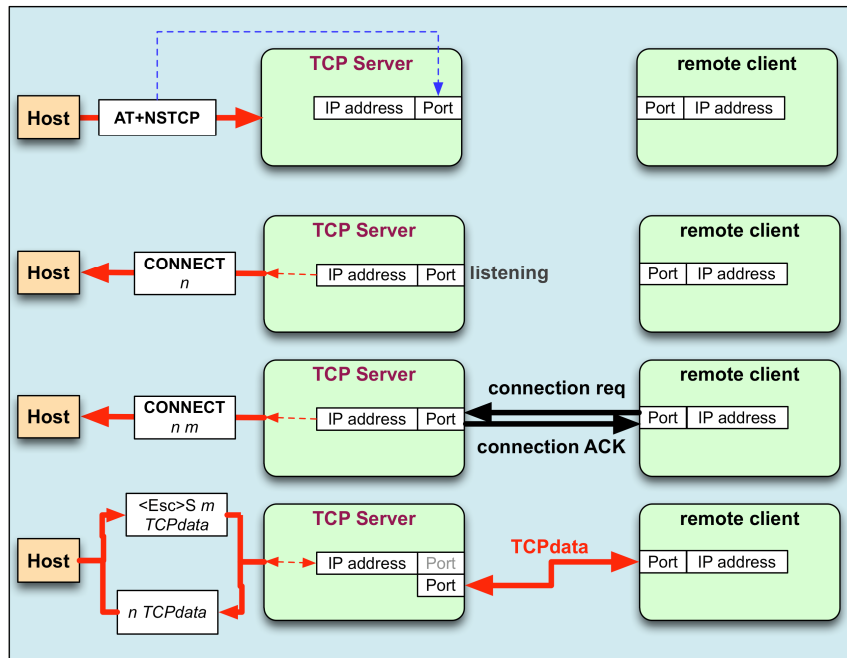 TCP Server
remote client
Host
AT+NSTCP
IP address
Port
Port
IP address
TCP Server
remote client
Host
CONNECT
n
IP address
Port
listening
Port
IP address
TCP Server
remote client
Host
CONNECT
n m
IP address
Port
connection req
connection ACK
Port
IP address
TCP Server
remote client
Host
<Esc>S m
TCPdata
n TCPdata
IP address
Port
Port
TCPdata
Port
IP address